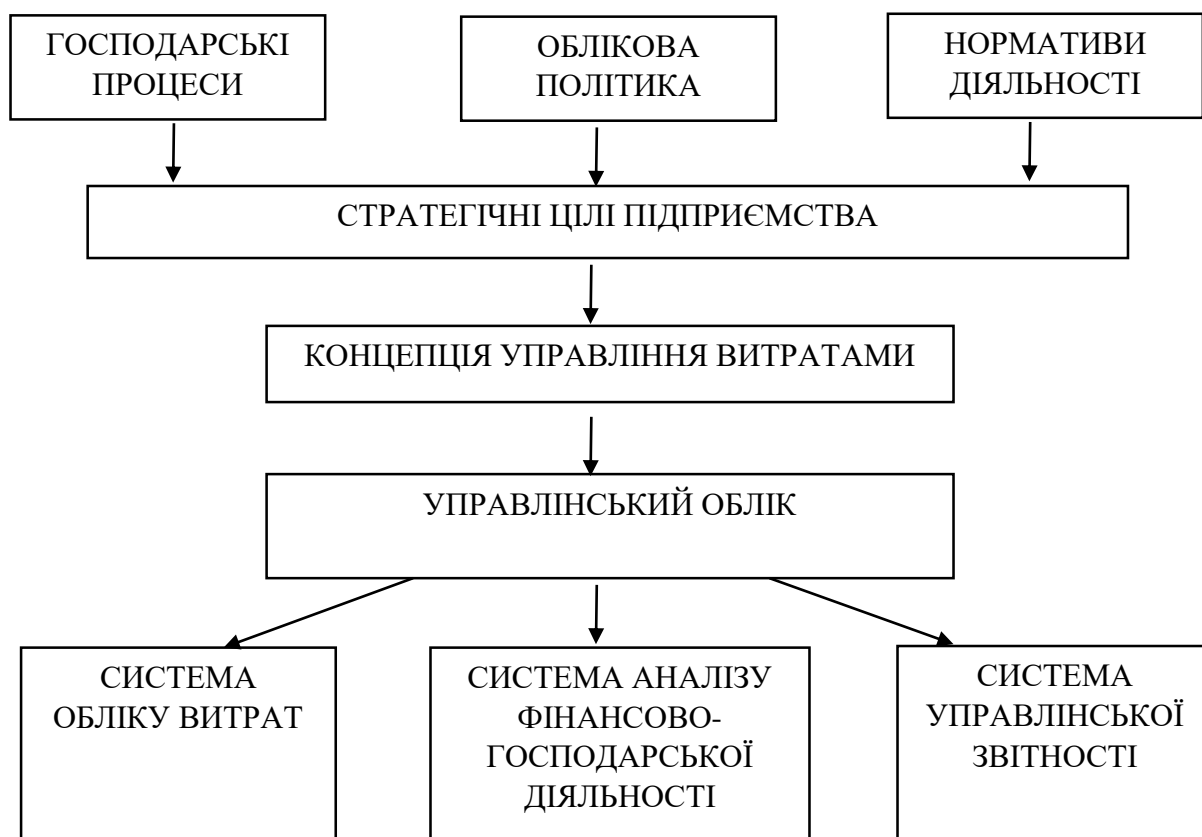 ГОСПОДАРСЬКІ
ПРОЦЕСИ
ОБЛІКОВА
ПОЛІТИКА
НОРМАТИВИ
ДІЯЛЬНОСТІ
СТРАТЕГІЧНІ ЦІЛІ ПІДПРИЄМСТВА
КОНЦЕПЦІЯ УПРАВЛІННЯ ВИТРАТАМИ
УПРАВЛІНСЬКИЙ ОБЛІК
СИСТЕМА
ОБЛІКУ ВИТРАТ
СИСТЕМА АНАЛІЗУ
ФІНАНСОВО-
ГОСПОДАРСЬКОЇ
ДІЯЛЬНОСТІ
СИСТЕМА
УПРАВЛІНСЬКОЇ
ЗВІТНОСТІ